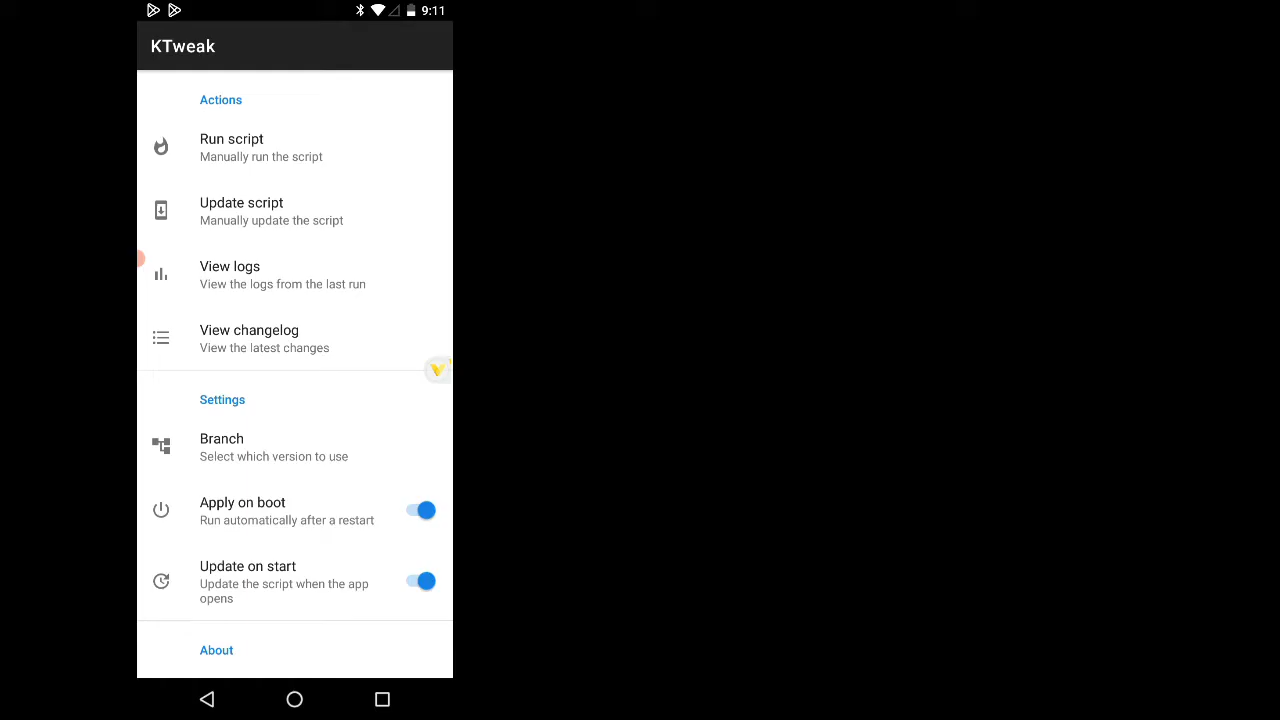 9:11
KTweak
Actions
Run script
Manually run the script
Update script
Manually update the script
View logs
View the logs from the last run
View changelog
View the latest changes
Settings
Branch
Select which version to use
Apply on boot
Run automatically after a restart
Update on start
Update the script when the app
opens
About